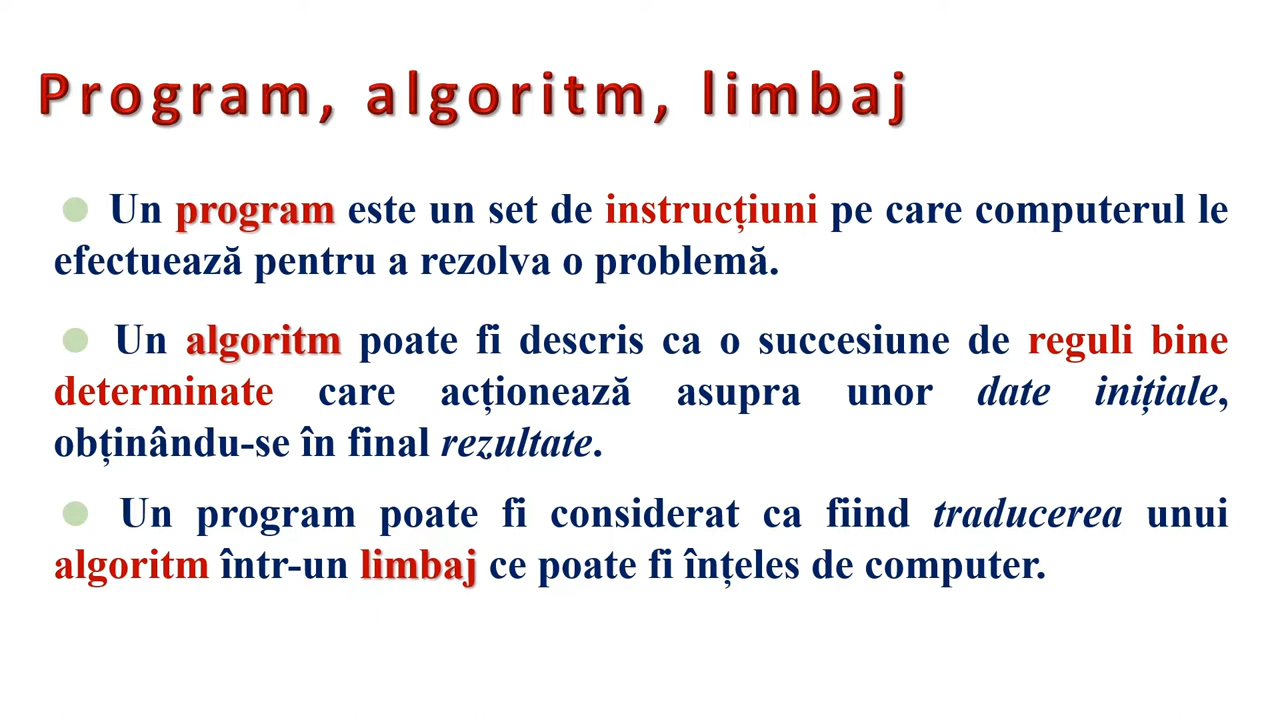 Program, algoritm, limbaj
Un program este un set de instrucțiuni pe care computerul le
efectuează pentru a rezolva o problemă.
Un algoritm poate fi descris ca o succesiune de reguli bine
determinate care acționează asupra unor date inițiale,
obținându-se în final rezultate.
Un program poate fi considerat ca fiind traducerea unui
algoritm într-un limbaj ce poate fi înțeles de computer.